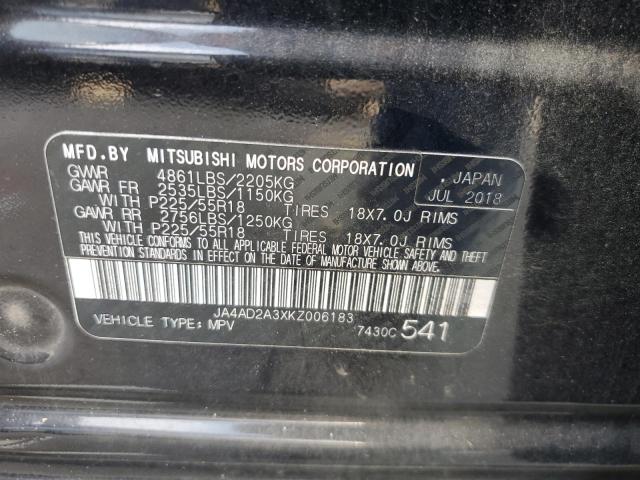 MFD.BY MITSUBISHI MOTORS CORPORATION
GWR 4861LBS/2205KG
GAWR FR 2535LBS/1150KG
WITH P225/55R18 TIRES 18X7.0J RIMS
GAWR RR 2756LBS/1250KG
WITH P225/55R18 TIRES 18X7.0J RIMS
. JAPAN
JUL 2018
THIS VEHICLE CONFORMS TO ALL APPLICABLE FEDERAL MOTOR VEHICLE SAFETY AND THEFT
PREVENTION STANDARDS IN EFFECT ON THE DATE OF MANUFACTURE SHOWN ABOVE.
JA4AD2A3XKZ006183
VEHICLE TYPE: MPV 7430C 541